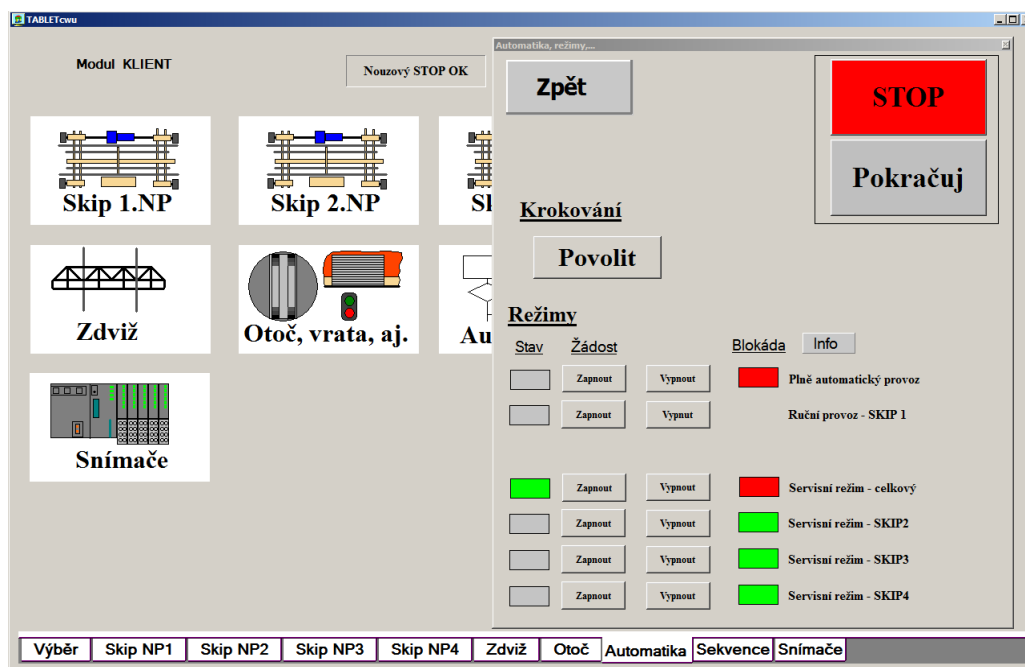 TABLETcwu
Modul KLIENT
Nouzový STOP OK
Skip 1.NP
Skip 2.NP
Sk
Zdviž
Otoč, vrata, aj.
Au
Snímače
Automatika, režimy,...
Zpět
STOP
Pokračuj
Krokování
Povolit
Režimy
Stav Žádost Blokáda Info
Zapnout Vypnout Plně automatický provoz
Zapnout Vypnut Ruční provoz - SKIP 1
Zapnout Vypnout Servisní režim - celkový
Zapnout Vypnout Servisní režim - SKIP2
Zapnout Vypnout Servisní režim - SKIP3
Zapnout Vypnout Servisní režim - SKIP4
Výběr Skip NP1 Skip NP2 Skip NP3 Skip NP4 Zdviž Otoč Automatika Sekvence Snímače